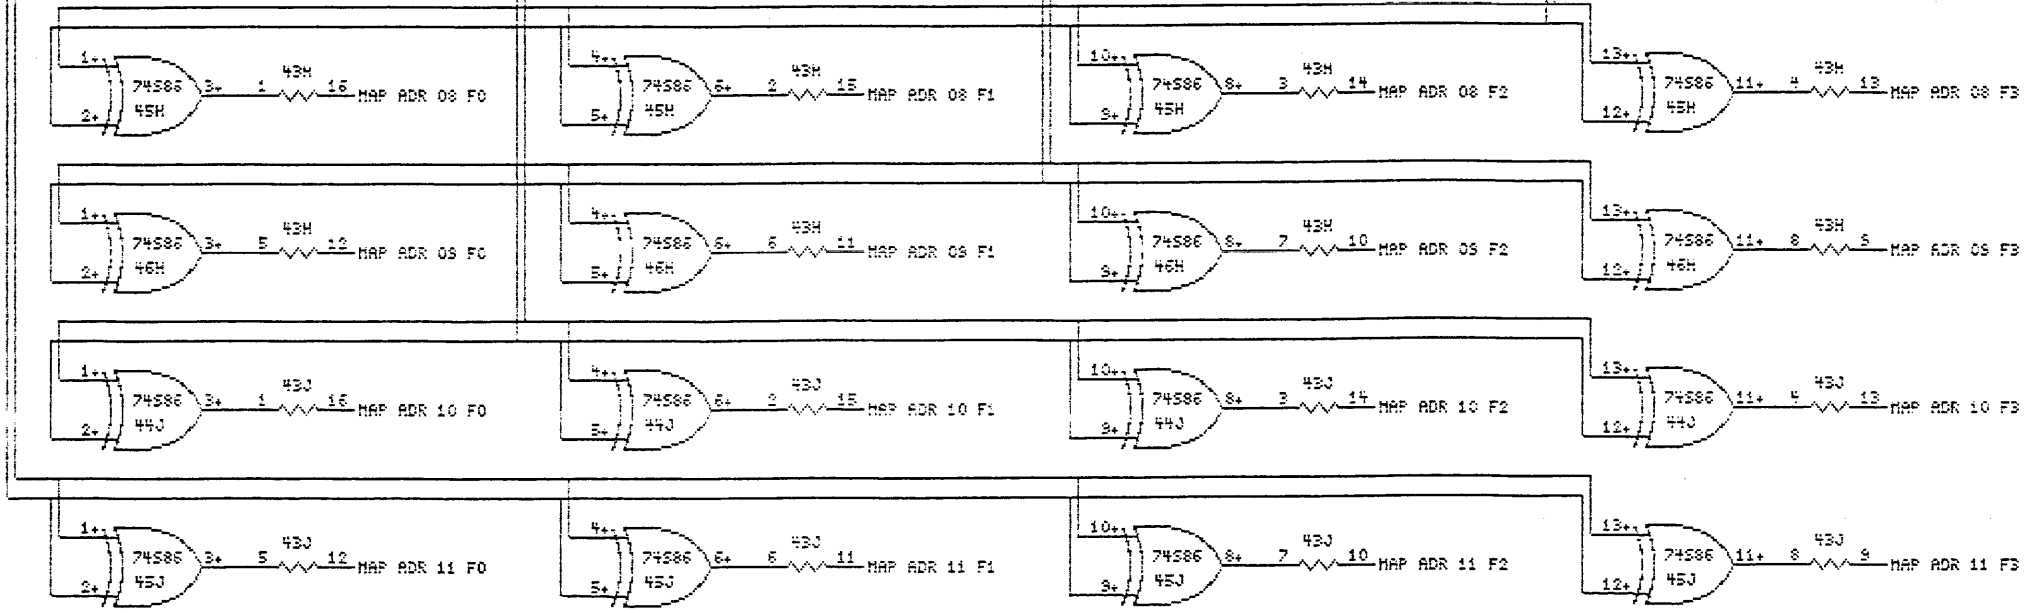 1+ 74S86 45H 2+ 3+ 1 43H 16 MAP ADR 08 F0
4+ 74S86 45H 5+ 6+ 2 43H 15 MAP ADR 08 F1
10+ 74S86 45H 9+ 8+ 3 43H 14 MAP ADR 08 F2
13+ 74S86 45H 12+ 11+ 4 43H 13 MAP ADR 08 F3
1+ 74S86 46H 2+ 3+ 5 43H 12 MAP ADR 09 F0
4+ 74S86 46H 5+ 6+ 6 43H 11 MAP ADR 09 F1
10+ 74S86 46H 9+ 8+ 7 43H 10 MAP ADR 09 F2
13+ 74S86 46H 12+ 11+ 8 43H 9 MAP ADR 09 F3
1+ 74S86 44J 2+ 3+ 1 43J 16 MAP ADR 10 F0
4+ 74S86 44J 5+ 6+ 2 43J 15 MAP ADR 10 F1
10+ 74S86 44J 9+ 8+ 3 43J 14 MAP ADR 10 F2
13+ 74S86 44J 12+ 11+ 4 43J 13 MAP ADR 10 F3
1+ 74S86 45J 2+ 3+ 5 43J 12 MAP ADR 11 F0
4+ 74S86 45J 5+ 6+ 6 43J 11 MAP ADR 11 F1
10+ 74S86 45J 9+ 8+ 7 43J 10 MAP ADR 11 F2
13+ 74S86 45J 12+ 11+ 8 43J 9 MAP ADR 11 F3